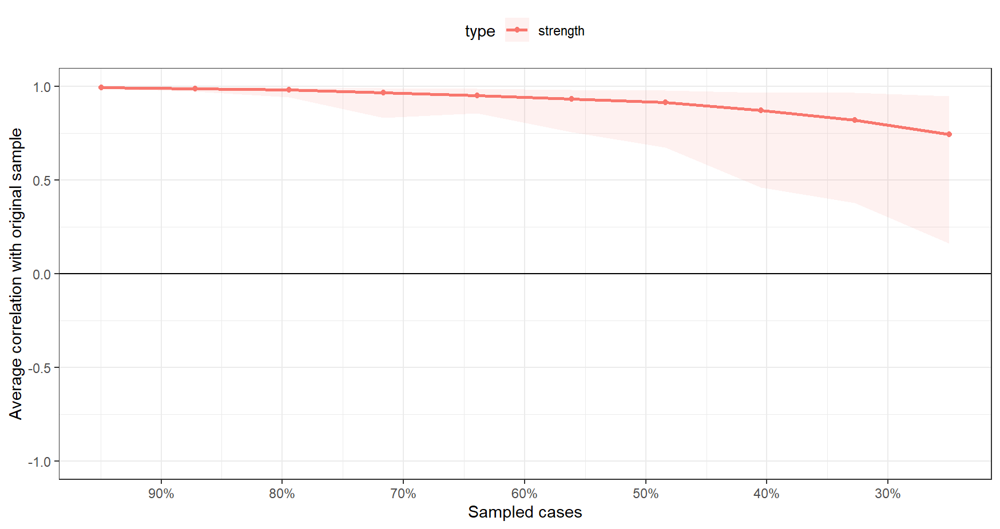 type strength
1.0
0.5
0.0
-0.5
-1.0
Average correlation with original sample
90% 80% 70% 60% 50% 40% 30%
Sampled cases